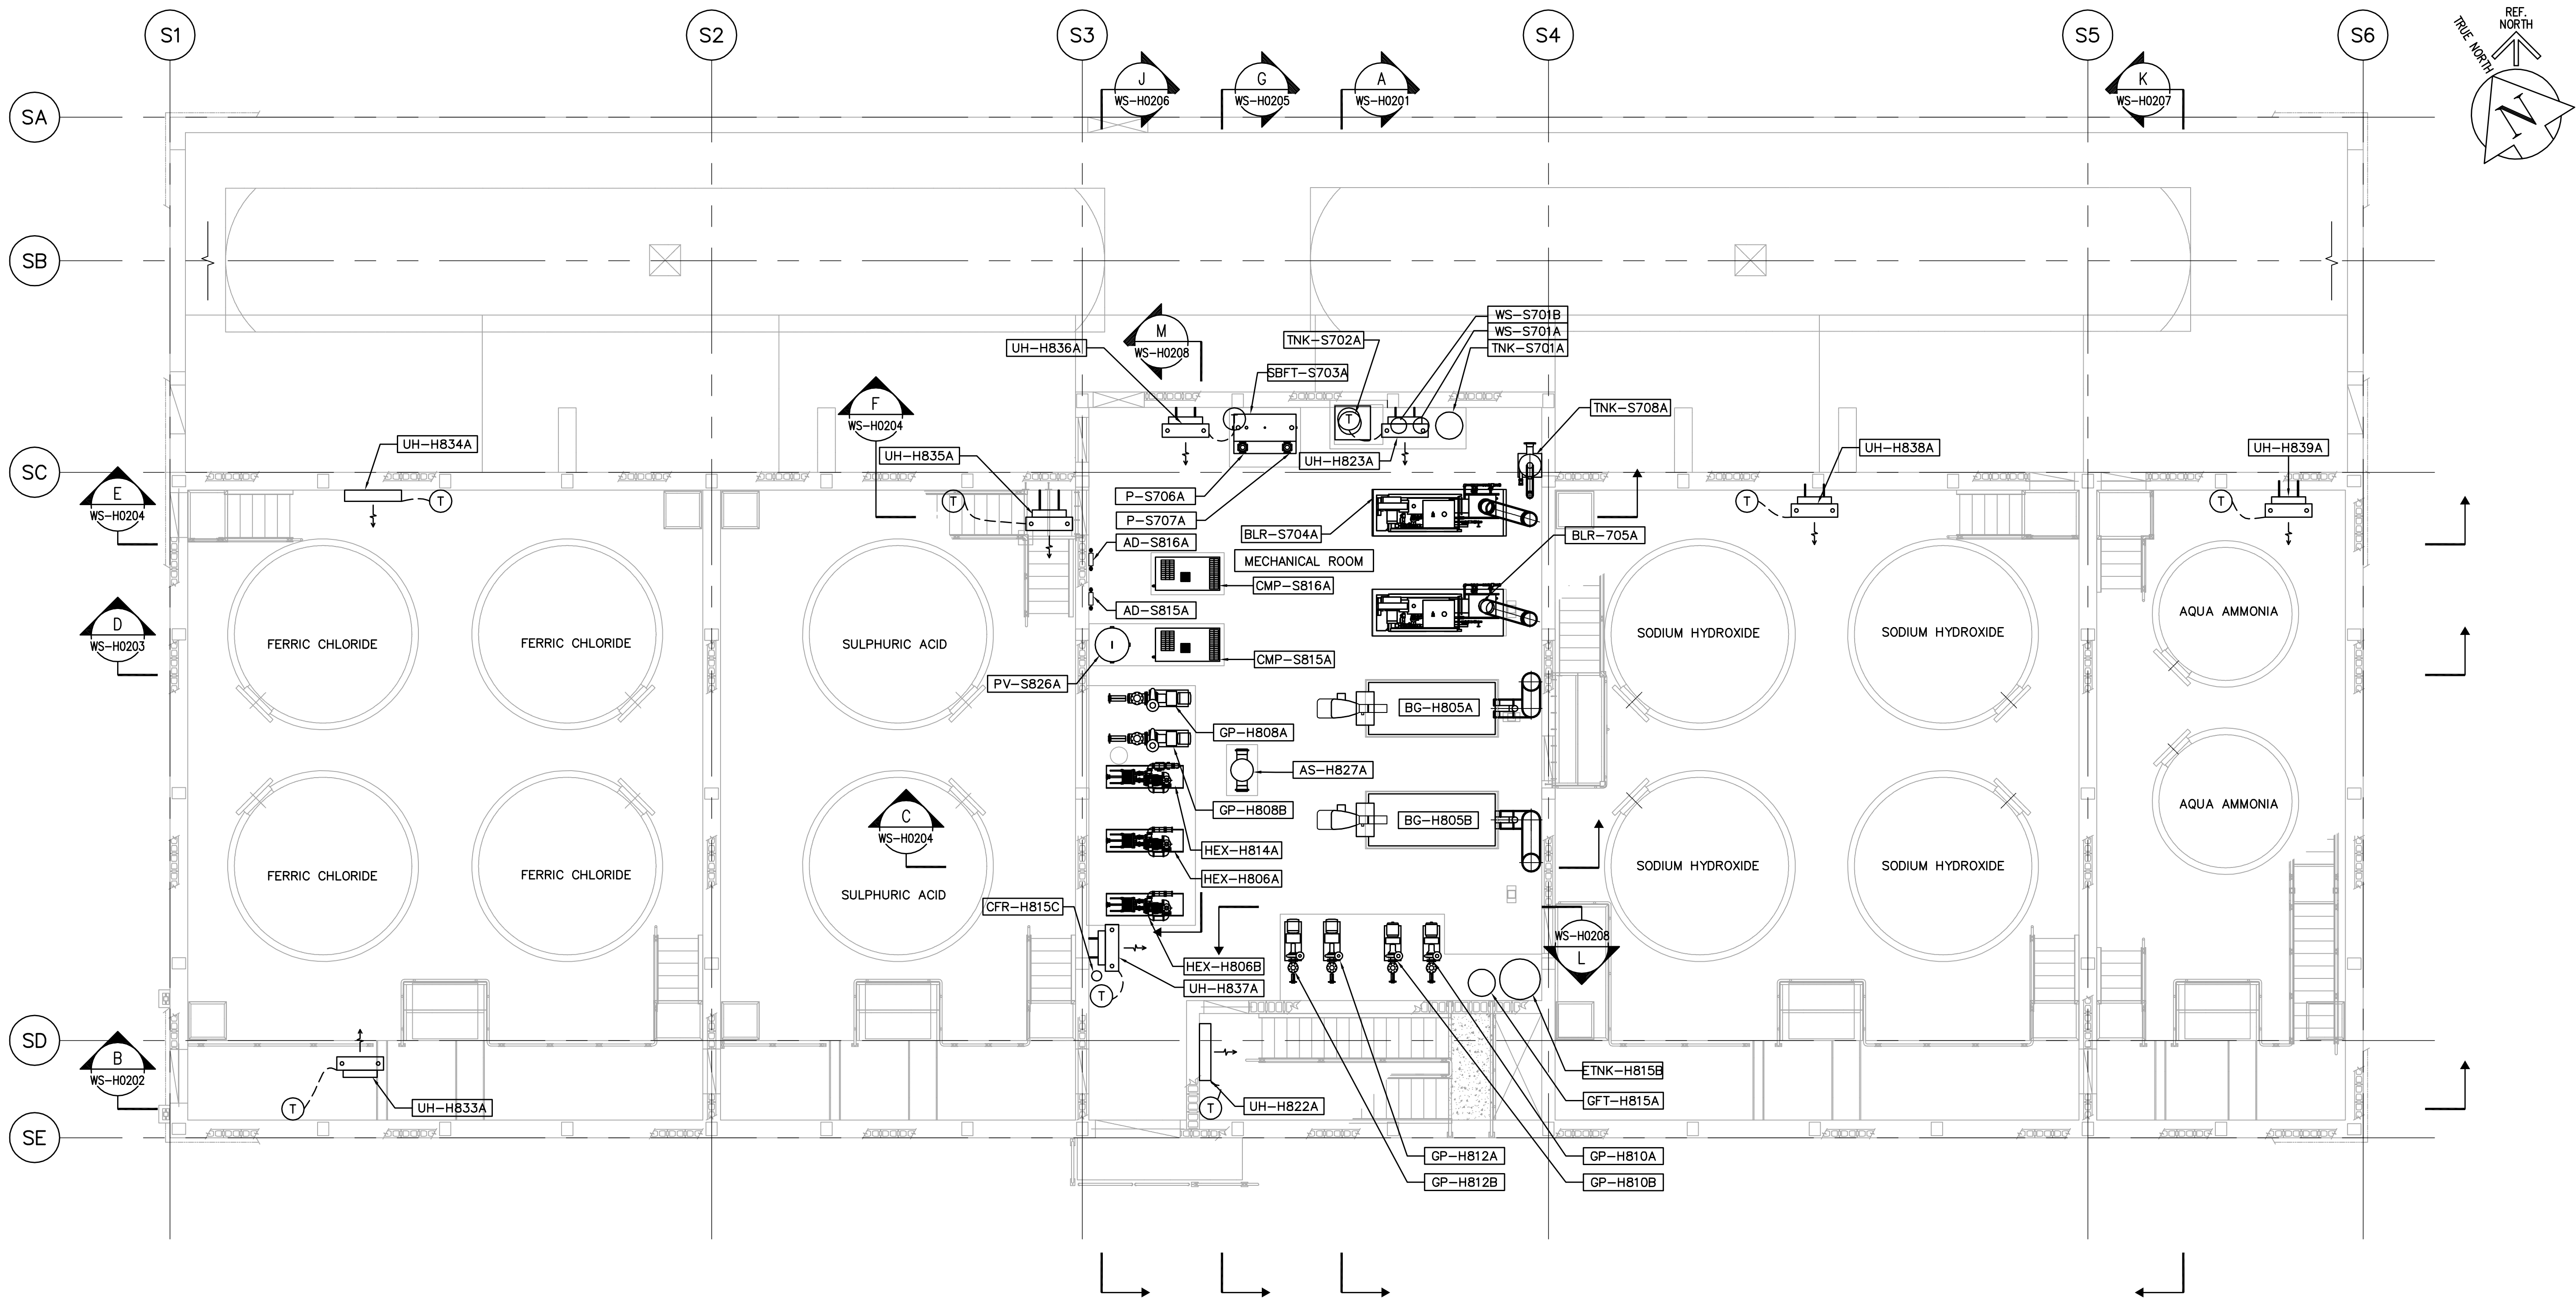 S1
S2
S3
S4
S5
S6
REF.
NORTH
TRUE NORTH
N
J
WS-H0206
G
WS-H0205
A
WS-H0201
K
WS-H0207
SA
SB
M
WS-H0208
WS-S701B
WS-S701A
TNK-S701A
TNK-S702A
UH-H836A
SBFT-S703A
F
WS-H0204
TNK-S708A
T
T
UH-H834A
UH-H835A
UH-H823A
UH-H838A
UH-H839A
SC
E
WS-H0204
T
T
T
T
P-S706A
P-S707A
BLR-S704A
BLR-705A
AD-S816A
MECHANICAL ROOM
CMP-S816A
AD-S815A
D
WS-H0203
FERRIC CHLORIDE
FERRIC CHLORIDE
SULPHURIC ACID
SODIUM HYDROXIDE
SODIUM HYDROXIDE
AQUA AMMONIA
CMP-S815A
PV-S826A
BG-H805A
GP-H808A
AS-H827A
GP-H808B
BG-H805B
AQUA AMMONIA
C
WS-H0204
HEX-H814A
HEX-H806A
FERRIC CHLORIDE
FERRIC CHLORIDE
SULPHURIC ACID
SODIUM HYDROXIDE
SODIUM HYDROXIDE
CFR-H815C
WS-H0208
L
HEX-H806B
UH-H837A
T
SD
B
WS-H0202
ETNK-H815B
GFT-H815A
T
UH-H833A
T
UH-H822A
SE
GP-H812A
GP-H810A
GP-H812B
GP-H810B